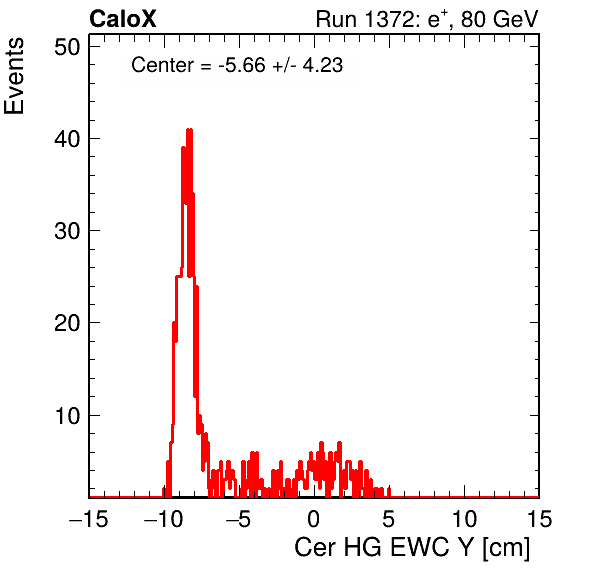 CaloX Run 1372: e⁺, 80 GeV
Events
Center = -5.66 +/- 4.23
50
40
30
20
10
−15 −10 −5 0 5 10 15
Cer HG EWC Y [cm]